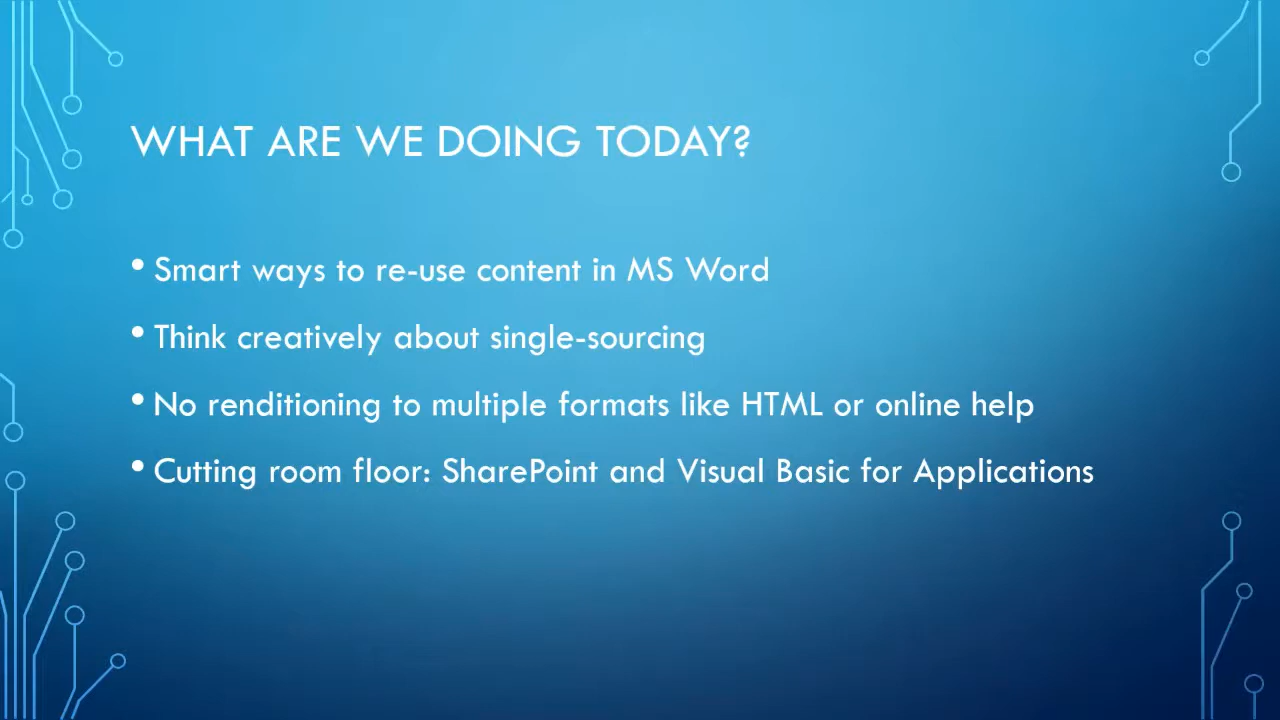 WHAT ARE WE DOING TODAY?
• Smart ways to re-use content in MS Word
• Think creatively about single-sourcing
• No renditioning to multiple formats like HTML or online help
• Cutting room floor: SharePoint and Visual Basic for Applications